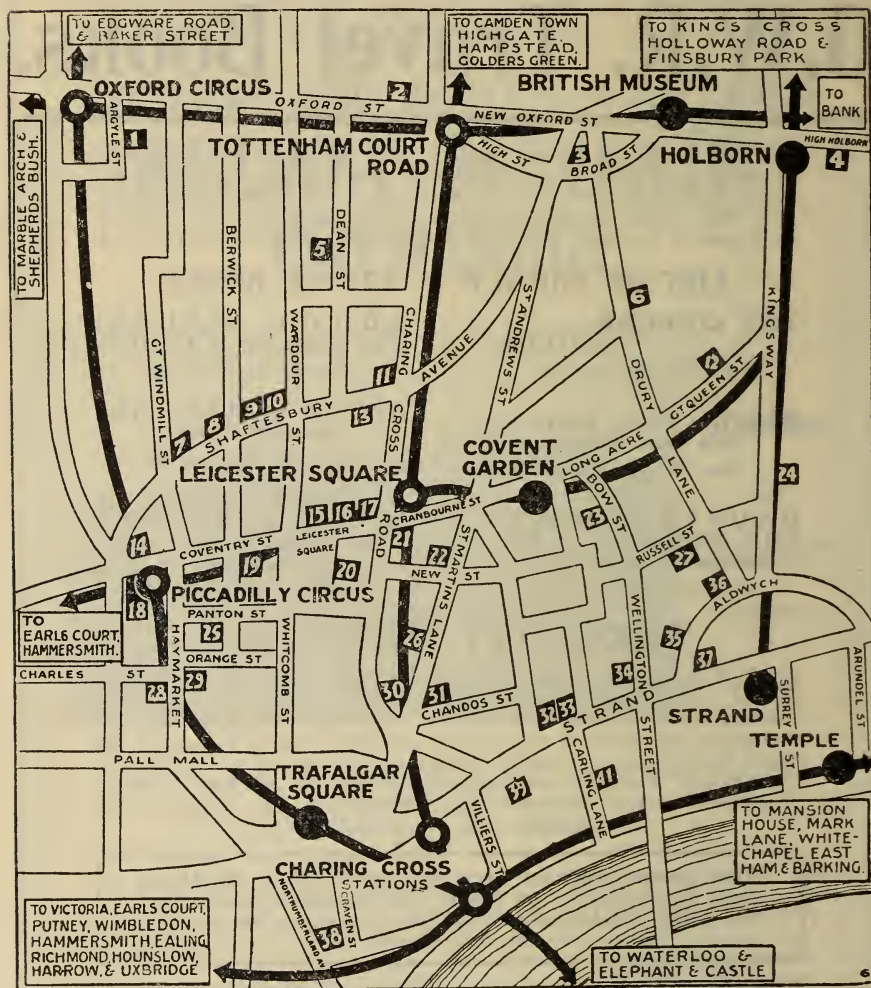 TO EDGWARE ROAD,
& BAKER STREET
TO CAMDEN TOWN
HIGHGATE,
HAMPSTEAD,
GOLDERS GREEN.
TO KINGS CROSS
HOLLOWAY ROAD &
FINSBURY PARK
OXFORD CIRCUS
BRITISH MUSEUM
TO
BANK
ARGYLE ST
1
OXFORD ST
2
NEW OXFORD ST
TOTTENHAM COURT
ROAD
HIGH ST
3
BROAD ST
HOLBORN
HIGH HOLBORN
4
TO MARBLE ARCH &
SHEPHERDS BUSH.
BERWICK ST
WARDOUR
ST.
DEAN ST
5
6
GT WINDMILL ST
CHARING
CROSS
ROAD
ST ANDREWS ST
DRURY
LANE
KINGSWAY
7
8
9
10
11
12
13
SHAFTESBURY
AVENUE
GT QUEEN ST
LEICESTER SQUARE
COVENT
GARDEN
LONG ACRE
BOW ST
24
14
COVENTRY ST
15
16
17
LEICESTER
SQUARE
CRANBOURNE ST
21
22
23
ST. MARTINS LANE
18
19
20
NEW ST
RUSSELL ST
27
PICCADILLY CIRCUS
36
ALDWYCH
TO
EARLS COURT,
HAMMERSMITH.
PANTON ST
25
ORANGE ST
WHITCOMB ST
HAYMARKET
26
WELLINGTON
STREET
35
37
34
CHARLES ST
28
29
30
31
CHANDOS ST
32
33
STRAND
STRAND
SURREY ST
ARUNDEL ST
TEMPLE
PALL MALL
TRAFALGAR
SQUARE
VILLIERS ST
39
CARLING LANE
41
TO MANSION
HOUSE, MARK
LANE, WHITE-
CHAPEL EAST
HAM, & BARKING.
CHARING CROSS
STATIONS
NORTHUMBERLAND AV
38
CRAVEN ST
TO VICTORIA, EARLS COURT,
PUTNEY, WIMBLEDON,
HAMMERSMITH, EALING
RICHMOND, HOUNSLOW,
HARROW, & UXBRIDGE
TO WATERLOO &
ELEPHANT & CASTLE
6